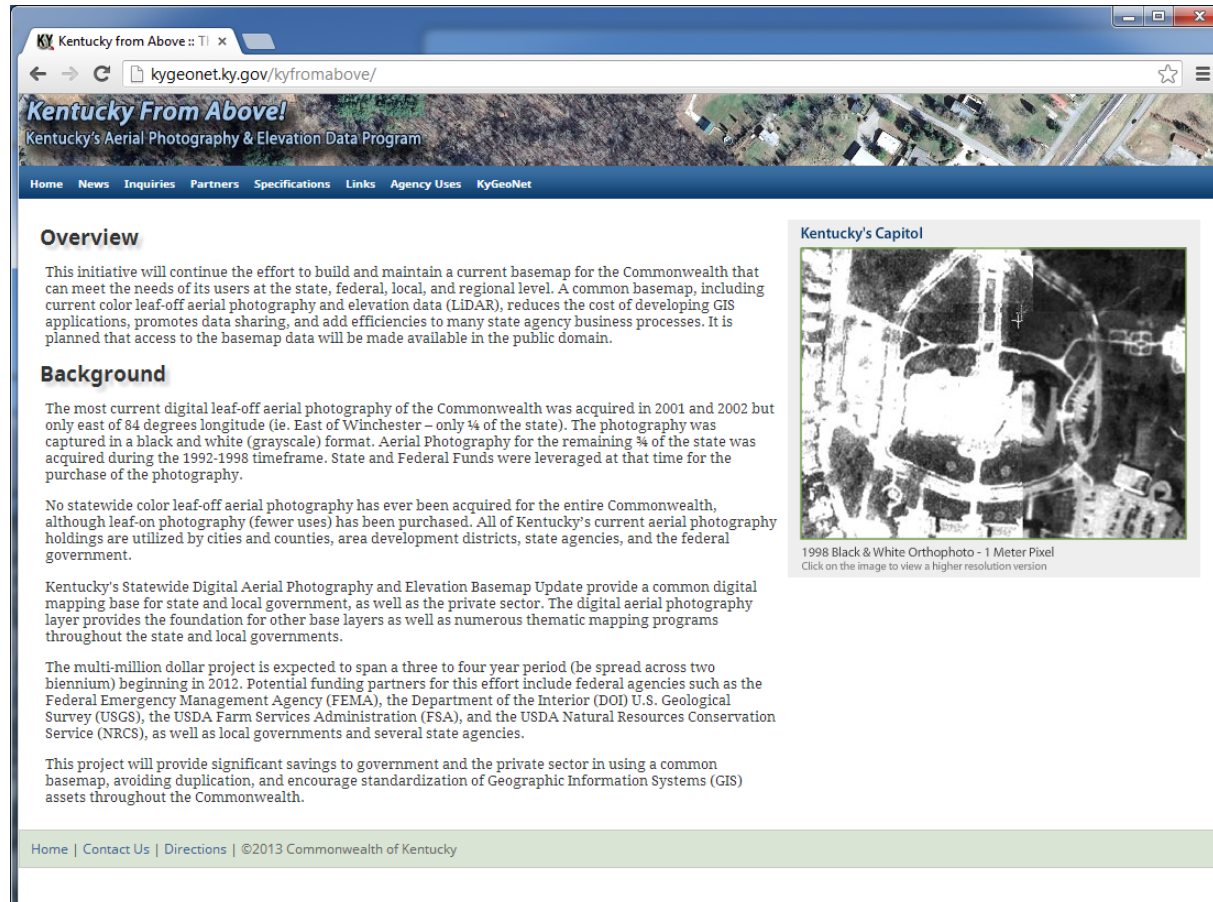 KY Kentucky from Above :: Tl
kygeonet.ky.gov/kyfromabove/
Kentucky From Above!
Kentucky's Aerial Photography & Elevation Data Program
Home News Inquiries Partners Specifications Links Agency Uses KyGeoNet
Overview
This initiative will continue the effort to build and maintain a current basemap for the Commonwealth that
can meet the needs of its users at the state, federal, local, and regional level. A common basemap, including
current color leaf-off aerial photography and elevation data (LiDAR), reduces the cost of developing GIS
applications, promotes data sharing, and add efficiencies to many state agency business processes. It is
planned that access to the basemap data will be made available in the public domain.
Background
The most current digital leaf-off aerial photography of the Commonwealth was acquired in 2001 and 2002 but
only east of 84 degrees longitude (ie. East of Winchester – only ¼ of the state). The photography was
captured in a black and white (grayscale) format. Aerial Photography for the remaining ¾ of the state was
acquired during the 1992-1998 timeframe. State and Federal Funds were leveraged at that time for the
purchase of the photography.
No statewide color leaf-off aerial photography has ever been acquired for the entire Commonwealth,
although leaf-on photography (fewer uses) has been purchased. All of Kentucky's current aerial photography
holdings are utilized by cities and counties, area development districts, state agencies, and the federal
government.
Kentucky's Statewide Digital Aerial Photography and Elevation Basemap Update provide a common digital
mapping base for state and local government, as well as the private sector. The digital aerial photography
layer provides the foundation for other base layers as well as numerous thematic mapping programs
throughout the state and local governments.
The multi-million dollar project is expected to span a three to four year period (be spread across two
biennium) beginning in 2012. Potential funding partners for this effort include federal agencies such as the
Federal Emergency Management Agency (FEMA), the Department of the Interior (DOI) U.S. Geological
Survey (USGS), the USDA Farm Services Administration (FSA), and the USDA Natural Resources Conservation
Service (NRCS), as well as local governments and several state agencies.
This project will provide significant savings to government and the private sector in using a common
basemap, avoiding duplication, and encourage standardization of Geographic Information Systems (GIS)
assets throughout the Commonwealth.
Kentucky's Capitol
1998 Black & White Orthophoto - 1 Meter Pixel
Click on the image to view a higher resolution version
Home | Contact Us | Directions | ©2013 Commonwealth of Kentucky